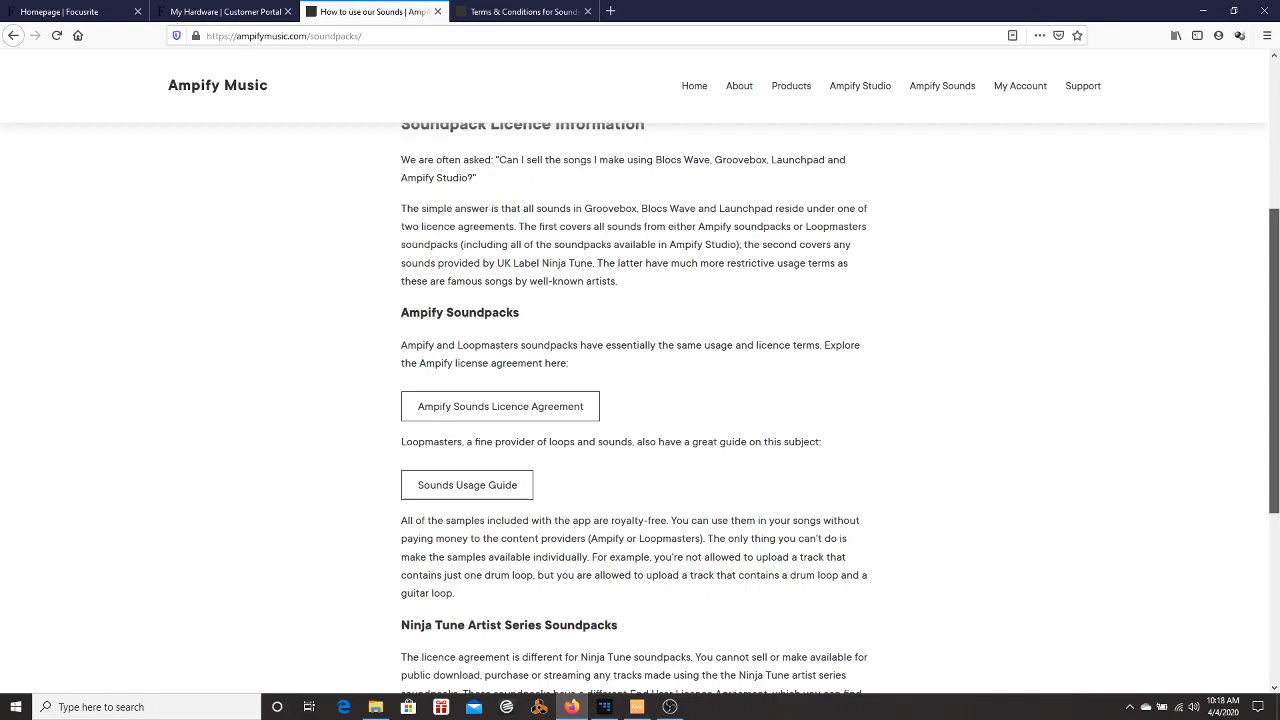 Homepage | Focusrite
My Hardware | Customer Portal
How to use our Sounds | Ampif
Terms & Conditions for Sound
https://ampifymusic.com/soundpacks/
Ampify Music
Home About Products Ampify Studio Ampify Sounds My Account Support
Soundpack Licence Information
We are often asked: "Can I sell the songs I make using Blocs Wave, Groovebox, Launchpad and
Ampify Studio?"
The simple answer is that all sounds in Groovebox, Blocs Wave and Launchpad reside under one of
two licence agreements. The first covers all sounds from either Ampify soundpacks or Loopmasters
soundpacks (including all of the soundpacks available in Ampify Studio); the second covers any
sounds provided by UK Label Ninja Tune. The latter have much more restrictive usage terms as
these are famous songs by well-known artists.
Ampify Soundpacks
Ampify and Loopmasters soundpacks have essentially the same usage and licence terms. Explore
the Ampify license agreement here:
Ampify Sounds Licence Agreement
Loopmasters, a fine provider of loops and sounds, also have a great guide on this subject:
Sounds Usage Guide
All of the samples included with the app are royalty-free. You can use them in your songs without
paying money to the content providers (Ampify or Loopmasters). The only thing you can't do is
make the samples available individually. For example, you're not allowed to upload a track that
contains just one drum loop, but you are allowed to upload a track that contains a drum loop and a
guitar loop.
Ninja Tune Artist Series Soundpacks
The licence agreement is different for Ninja Tune soundpacks. You cannot sell or make available for
public download, purchase or streaming any tracks made using the the Ninja Tune artist series
soundpacks. These soundpacks have a different End User Licence Agreement, which you can find
Type here to search
10:18 AM
4/4/2020